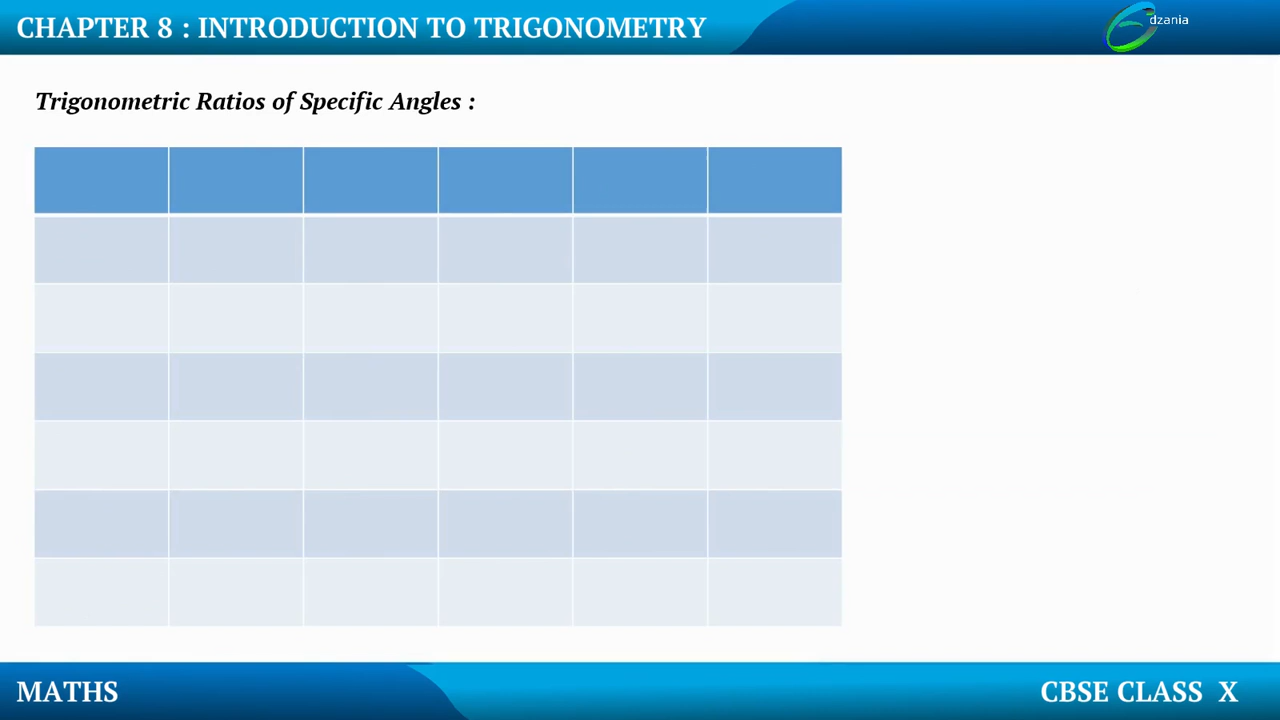 CHAPTER 8 : INTRODUCTION TO TRIGONOMETRY
dzania
Trigonometric Ratios of Specific Angles :
MATHS
CBSE CLASS X